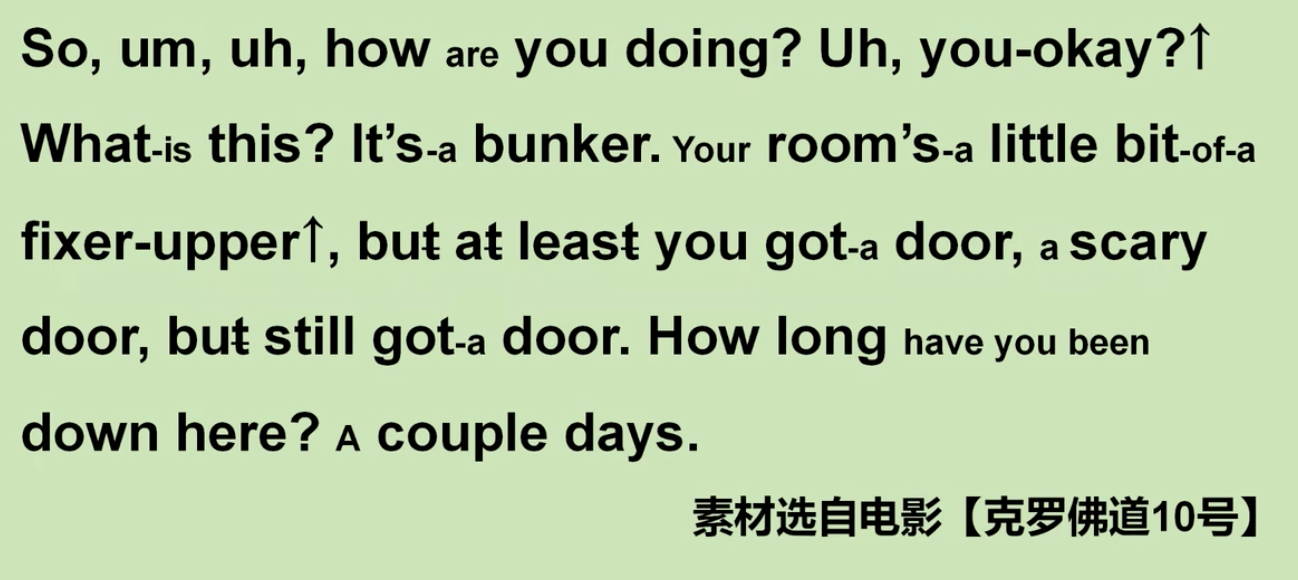 So, um, uh, how are you doing? Uh, you-okay?↑
What-is this? It’s-a bunker. Your room’s-a little bit-of-a
fixer-upper↑, but at least you got-a door, a scary
door, but still got-a door. How long have you been
down here? A couple days.
素材选自电影【克罗佛道10号】